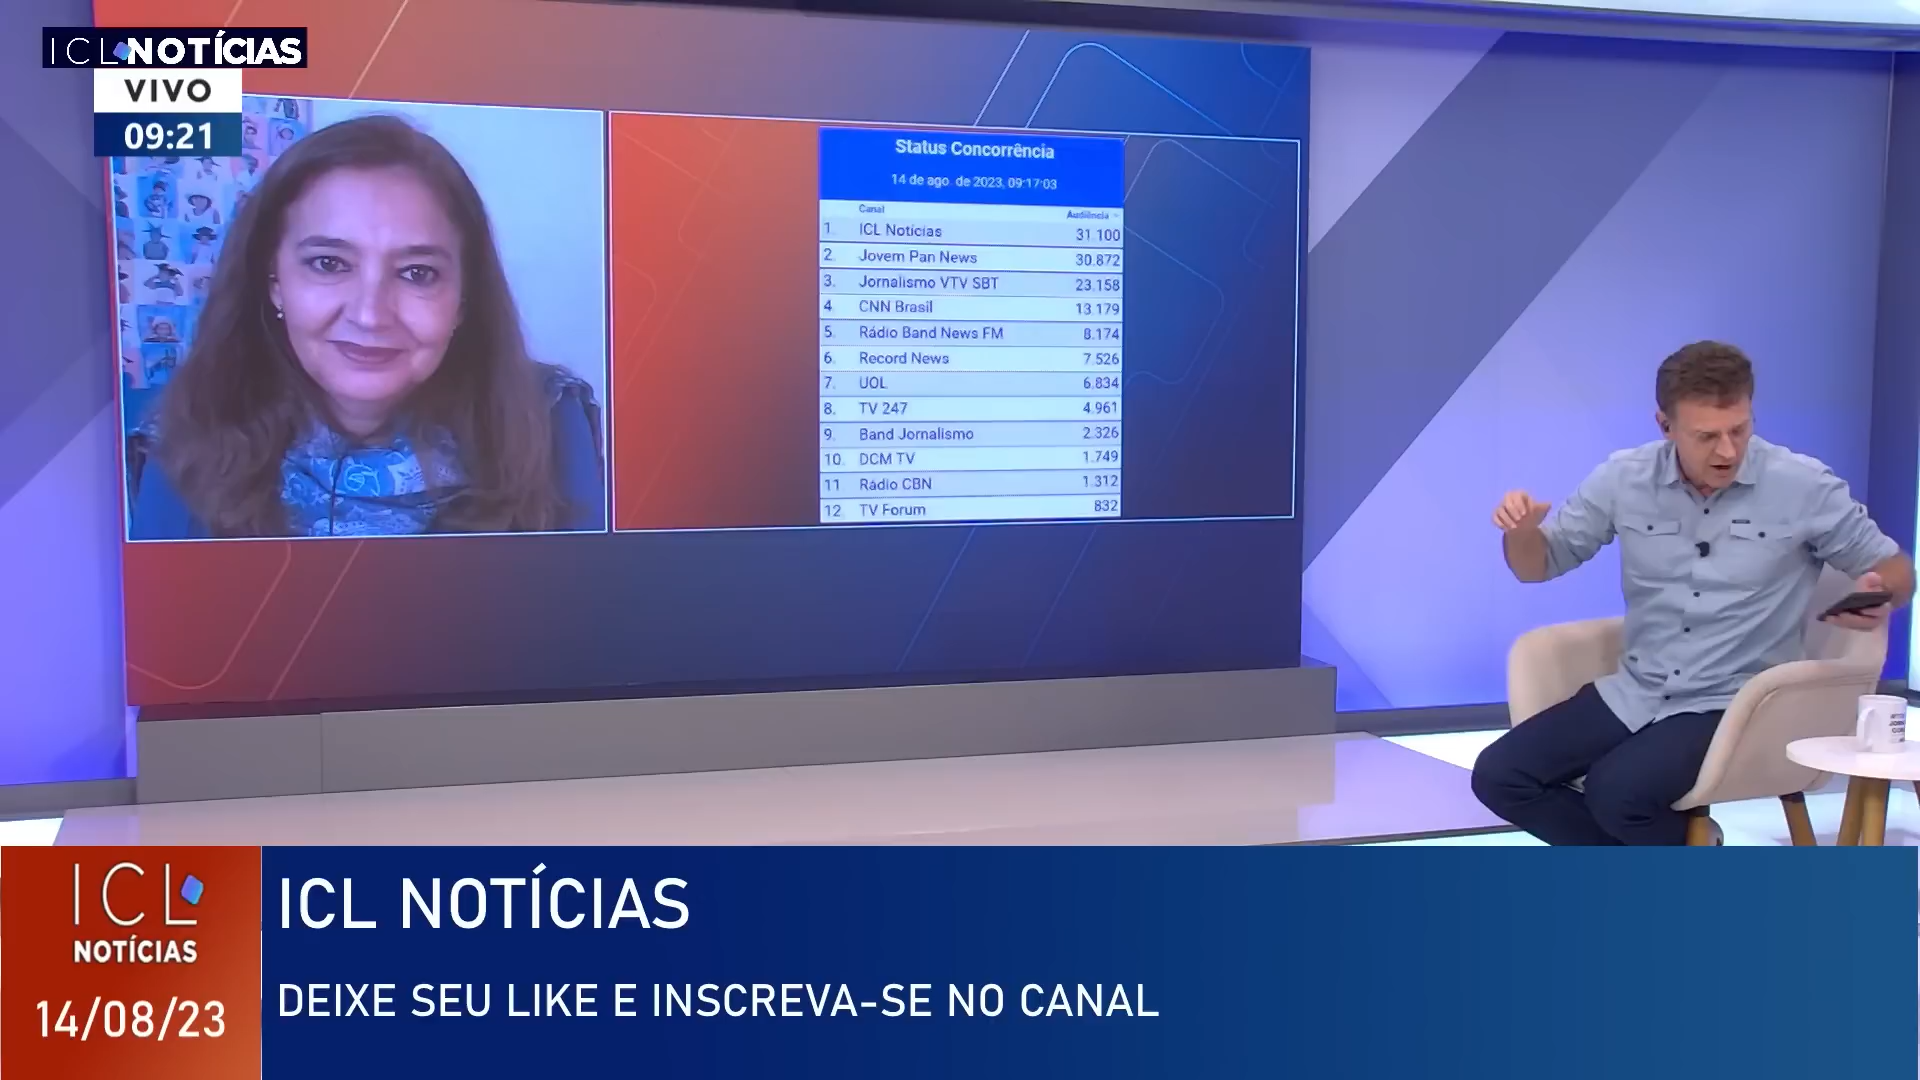 ICL NOTÍCIAS
VIVO
09:21
Status Concorrência
14 de ago. de 2023, 09:17:03
Canal Audiência
1. ICL Notícias 31.100
2. Jovem Pan News 30.872
3. Jornalismo VTV SBT 23.158
4 CNN Brasil 13.179
5. Rádio Band News FM 8.174
6. Record News 7.526
7. UOL 6.834
8. TV 247 4.961
9. Band Jornalismo 2.326
10. DCM TV 1.749
11 Rádio CBN 1.312
12. TV Forum 832
ICL
NOTÍCIAS
14/08/23
ICL NOTÍCIAS
DEIXE SEU LIKE E INSCREVA-SE NO CANAL